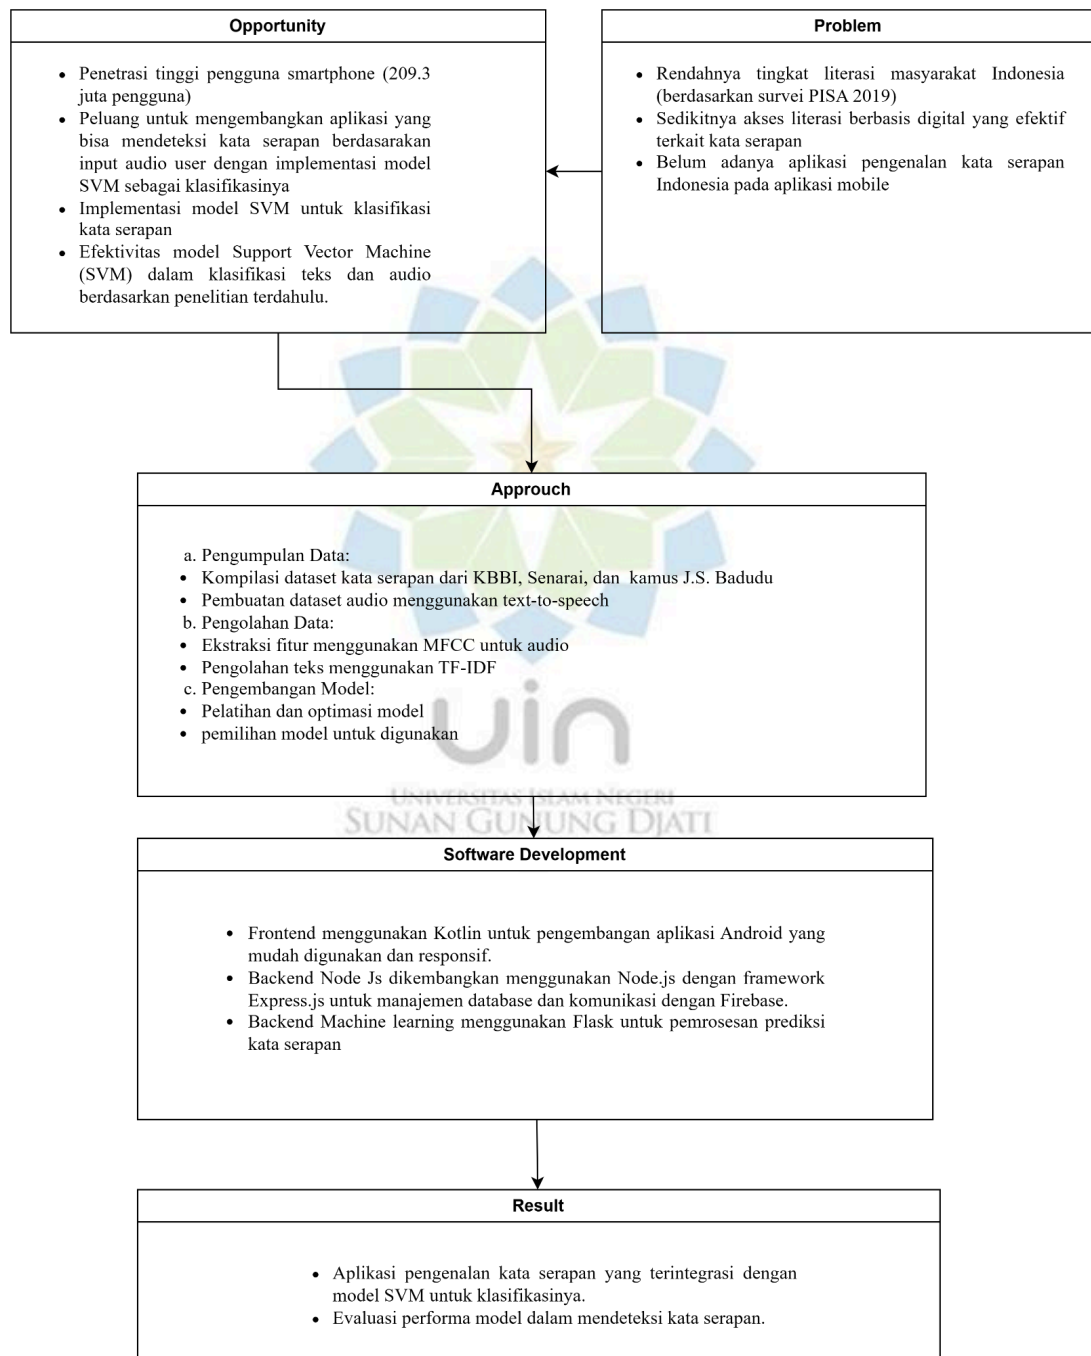 Opportunity
• Penetrasi tinggi pengguna smartphone (209.3
juta pengguna)
• Peluang untuk mengembangkan aplikasi yang
bisa mendeteksi kata serapan berdasarakan
input audio user dengan implementasi model
SVM sebagai klasifikasinya
• Implementasi model SVM untuk klasifikasi
kata serapan
• Efektivitas model Support Vector Machine
(SVM) dalam klasifikasi teks dan audio
berdasarkan penelitian terdahulu.
Problem
• Rendahnya tingkat literasi masyarakat Indonesia
(berdasarkan survei PISA 2019)
• Sedikitnya akses literasi berbasis digital yang efektif
terkait kata serapan
• Belum adanya aplikasi pengenalan kata serapan
Indonesia pada aplikasi mobile
Approuch
a. Pengumpulan Data:
• Kompilasi dataset kata serapan dari KBBI, Senarai, dan kamus J.S. Badudu
• Pembuatan dataset audio menggunakan text-to-speech
b. Pengolahan Data:
• Ekstraksi fitur menggunakan MFCC untuk audio
• Pengolahan teks menggunakan TF-IDF
c. Pengembangan Model:
• Pelatihan dan optimasi model
• pemilihan model untuk digunakan
uin
UNIVERSITAS ISLAM NEGERI
SUNAN GUNUNG DJATI
Software Development
• Frontend menggunakan Kotlin untuk pengembangan aplikasi Android yang
mudah digunakan dan responsif.
• Backend Node Js dikembangkan menggunakan Node.js dengan framework
Express.js untuk manajemen database dan komunikasi dengan Firebase.
• Backend Machine learning menggunakan Flask untuk pemrosesan prediksi
kata serapan
Result
• Aplikasi pengenalan kata serapan yang terintegrasi dengan
model SVM untuk klasifikasinya.
• Evaluasi performa model dalam mendeteksi kata serapan.